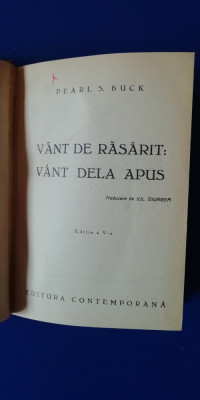 PEARL S. BUCK
VÂNT DE RĂSĂRIT:
VÂNT DELA APUS
Traducere de IUL. GIURGEA
Ediția a V-a
EDITURA CONTEMPORANĂ